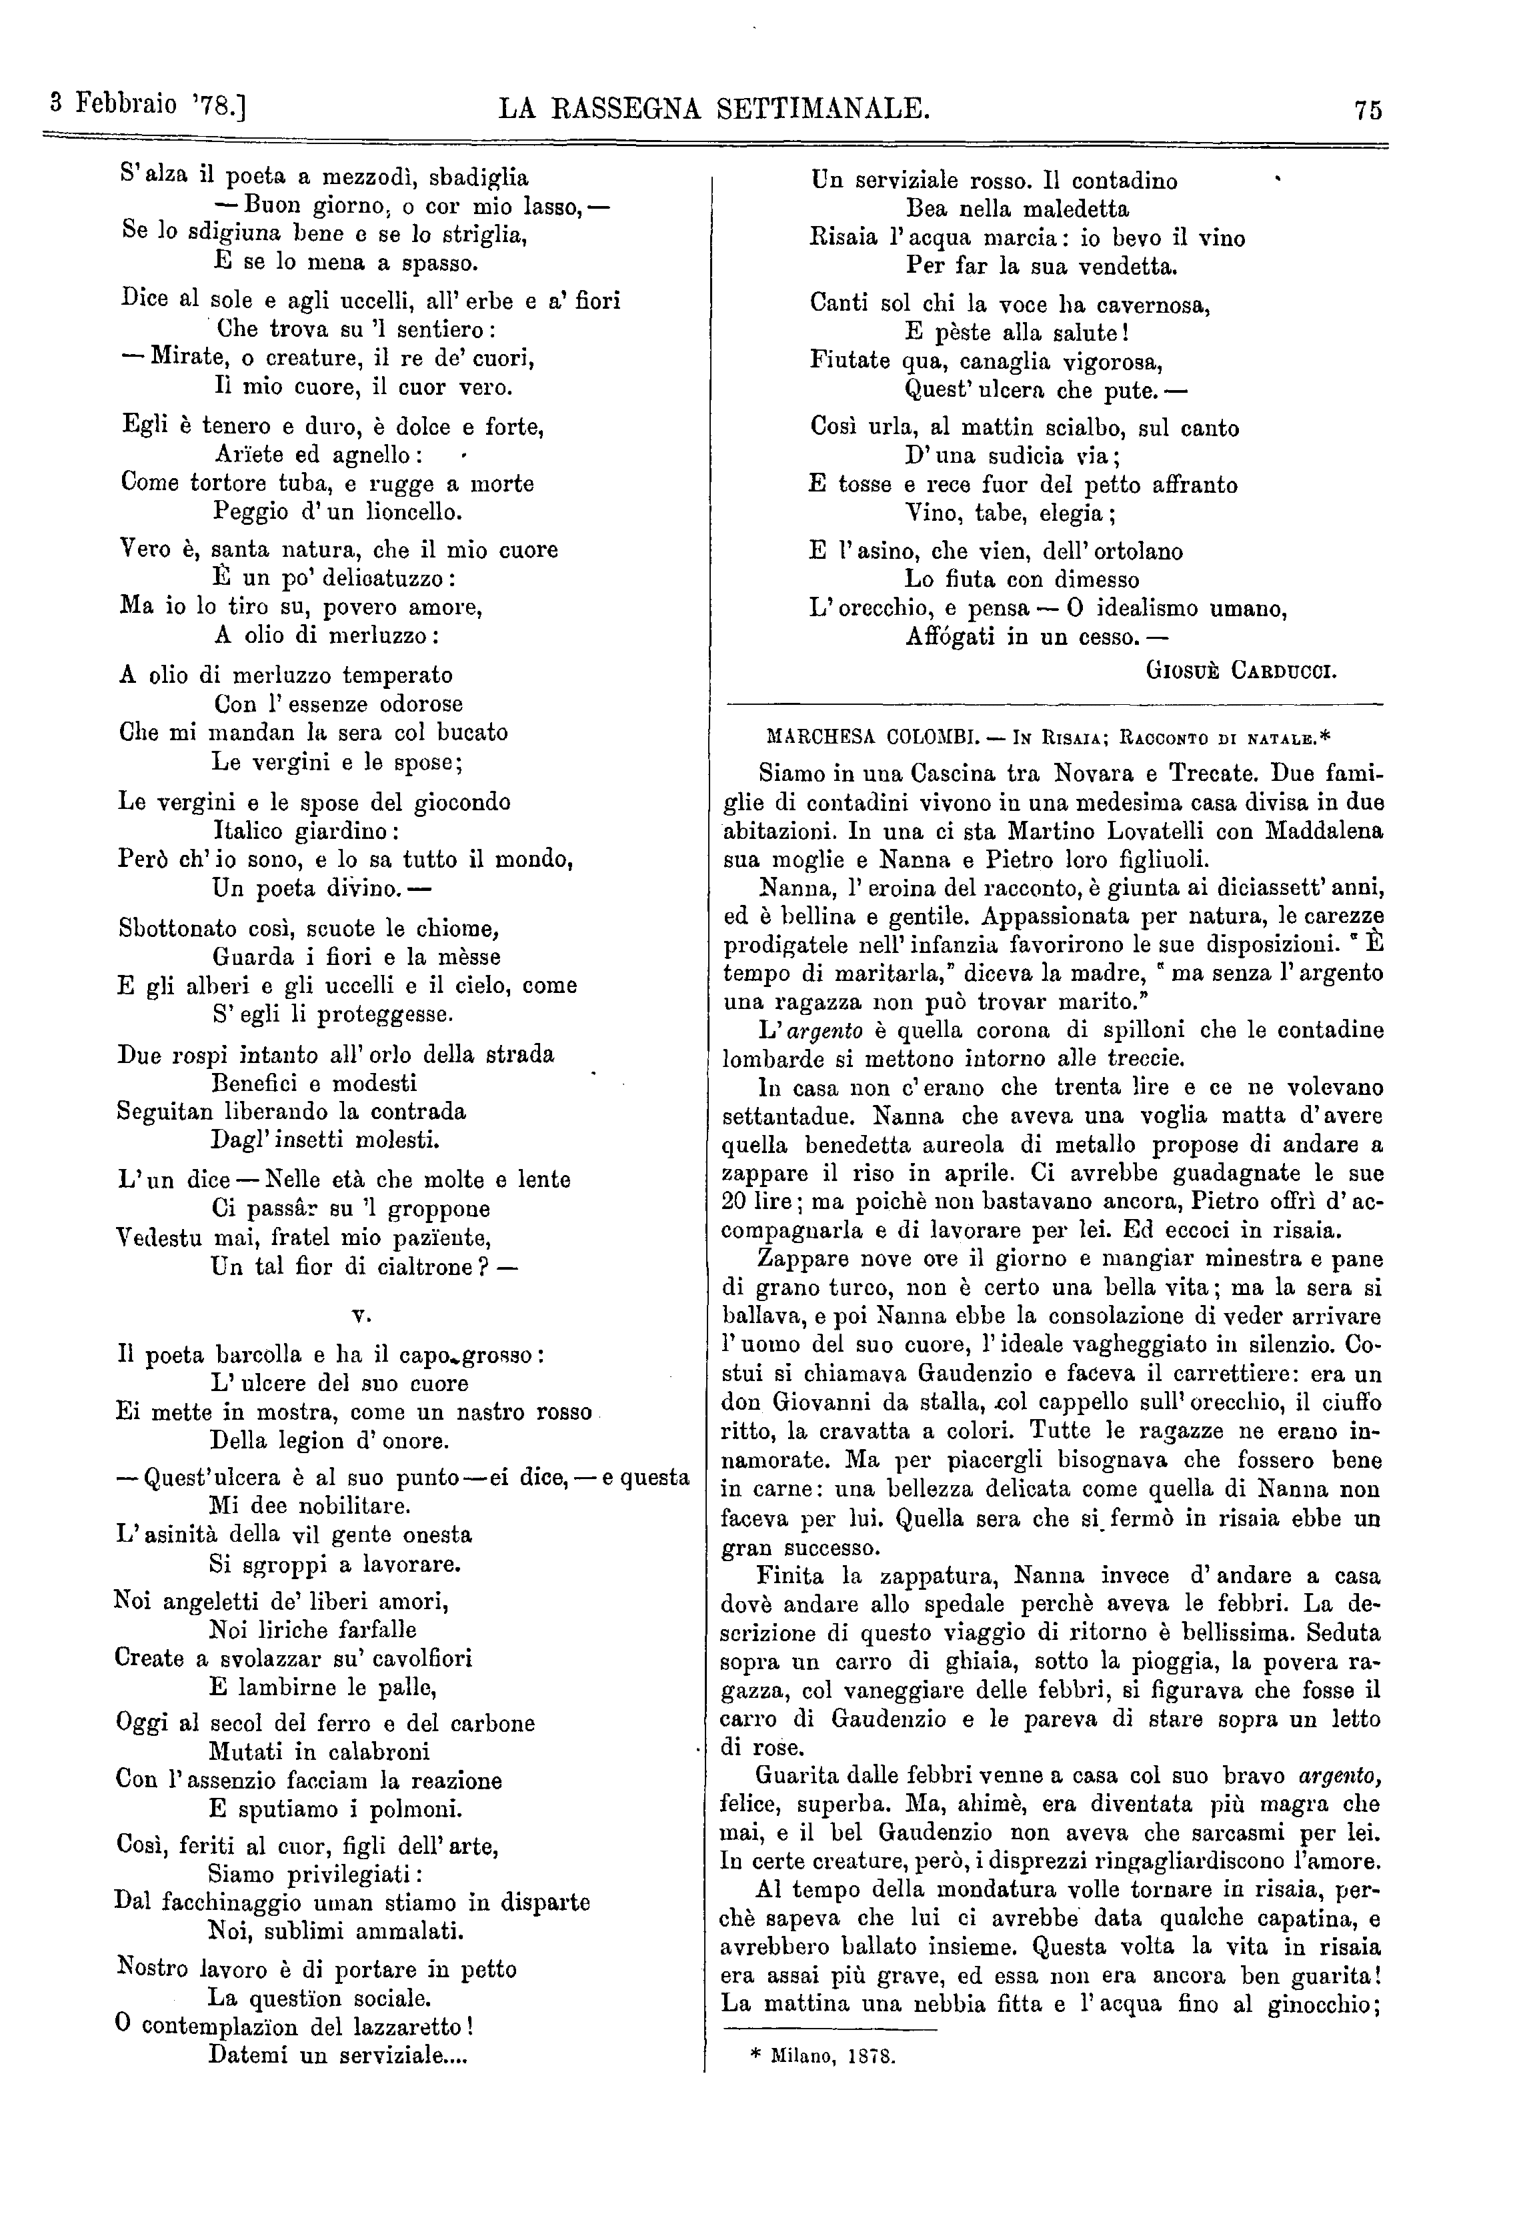 3 Febbraio '78.]
LA RASSEGNA SETTIMANALE.
75
S' alza il poeta a mezzodì, sbadiglia
— Buon giorno, o cor mio lasso, —
Se lo sdigiuna bene e se lo striglia,
E se lo mena a spasso.
Dice al sole e agli uccelli, all' erbe e a' fiori
Che trova su 'l sentiero:
— Mirate, o creature, il re de' cuori,
Il mio cuore, il cuor vero.
Egli è tenero e duro, è dolce e forte,
Arïete ed agnello:
Come tortore tuba, e rugge a morte
Peggio d' un lioncello.
Vero è, santa natura, che il mio cuore
È un po' delicatuzzo:
Ma io lo tiro su, povero amore,
A olio di merluzzo:
A olio di merluzzo temperato
Con l' essenze odorose
Che mi mandan la sera col bucato
Le vergini e le spose;
Le vergini e le spose del giocondo
Italico giardino:
Però ch' io sono, e lo sa tutto il mondo,
Un poeta divino. —
Sbottonato così, scuote le chiome,
Guarda i fiori e la mèsse
E gli alberi e gli uccelli e il cielo, come
S' egli li proteggesse.
Due rospi intanto all' orlo della strada
Benefici e modesti
Seguitan liberando la contrada
Dagl' insetti molesti.
L' un dice — Nelle età che molte e lente
Ci passâr su 'l groppone
Vedestu mai, fratel mio pazïente,
Un tal fior di cialtrone? —
V.
Il poeta barcolla e ha il capo grosso:
L' ulcere del suo cuore
Ei mette in mostra, come un nastro rosso
Della legion d' onore.
— Quest' ulcera è al suo punto — ei dice, — e questa
Mi dee nobilitare.
L' asinità della vil gente onesta
Si sgroppi a lavorare.
Noi angeletti de' liberi amori,
Noi liriche farfalle
Create a svolazzar su' cavolfiori
E lambirne le palle,
Oggi al secol del ferro e del carbone
Mutati in calabroni
Con l' assenzio facciam la reazione
E sputiamo i polmoni.
Così, feriti al cuor, figli dell' arte,
Siamo privilegiati:
Dal facchinaggio uman stiamo in disparte
Noi, sublimi ammalati.
Nostro lavoro è di portare in petto
La questïon sociale.
O contemplazïon del lazzaretto!
Datemi un serviziale....
Un serviziale rosso. Il contadino
Bea nella maledetta
Risaia l' acqua marcia: io bevo il vino
Per far la sua vendetta.
Canti sol chi la voce ha cavernosa,
E pèste alla salute!
Fiutate qua, canaglia vigorosa,
Quest' ulcera che pute. —
Così urla, al mattin scialbo, sul canto
D' una sudicia via;
E tosse e rece fuor del petto affranto
Vino, tabe, elegia;
E l' asino, che vien, dell' ortolano
Lo fiuta con dimesso
L' orecchio, e pensa — O idealismo umano,
Affógati in un cesso. —
GIOSUÈ CARDUCCI.
MARCHESA COLOMBI. — IN RISAIA; RACCONTO DI NATALE.*
Siamo in una Cascina tra Novara e Trecate. Due fami-
glie di contadini vivono in una medesima casa divisa in due
abitazioni. In una ci sta Martino Lovatelli con Maddalena
sua moglie e Nanna e Pietro loro figliuoli.
Nanna, l' eroina del racconto, è giunta ai diciassett' anni,
ed è bellina e gentile. Appassionata per natura, le carezze
prodigatele nell' infanzia favorirono le sue disposizioni. " È
tempo di maritarla," diceva la madre, " ma senza l' argento
una ragazza non può trovar marito."
L' argento è quella corona di spilloni che le contadine
lombarde si mettono intorno alle treccie.
In casa non c' erano che trenta lire e ce ne volevano
settantadue. Nanna che aveva una voglia matta d' avere
quella benedetta aureola di metallo propose di andare a
zappare il riso in aprile. Ci avrebbe guadagnate le sue
20 lire; ma poichè non bastavano ancora, Pietro offrì d' ac-
compagnarla e di lavorare per lei. Ed eccoci in risaia.
Zappare nove ore il giorno e mangiar minestra e pane
di grano turco, non è certo una bella vita; ma la sera si
ballava, e poi Nanna ebbe la consolazione di veder arrivare
l' uomo del suo cuore, l' ideale vagheggiato in silenzio. Co-
stui si chiamava Gaudenzio e faceva il carrettiere: era un
don Giovanni da stalla, col cappello sull' orecchio, il ciuffo
ritto, la cravatta a colori. Tutte le ragazze ne erano in-
namorate. Ma per piacergli bisognava che fossero bene
in carne: una bellezza delicata come quella di Nanna non
faceva per lui. Quella sera che si fermò in risaia ebbe un
gran successo.
Finita la zappatura, Nanna invece d' andare a casa
dovè andare allo spedale perchè aveva le febbri. La de-
scrizione di questo viaggio di ritorno è bellissima. Seduta
sopra un carro di ghiaia, sotto la pioggia, la povera ra-
gazza, col vaneggiare delle febbri, si figurava che fosse il
carro di Gaudenzio e le pareva di stare sopra un letto
di rose.
Guarita dalle febbri venne a casa col suo bravo argento,
felice, superba. Ma, ahimè, era diventata più magra che
mai, e il bel Gaudenzio non aveva che sarcasmi per lei.
In certe creature, però, i disprezzi ringagliardiscono l'amore.
Al tempo della mondatura volle tornare in risaia, per-
chè sapeva che lui ci avrebbe data qualche capatina, e
avrebbero ballato insieme. Questa volta la vita in risaia
era assai più grave, ed essa non era ancora ben guarita!
La mattina una nebbia fitta e l' acqua fino al ginocchio;
* Milano, 1878.